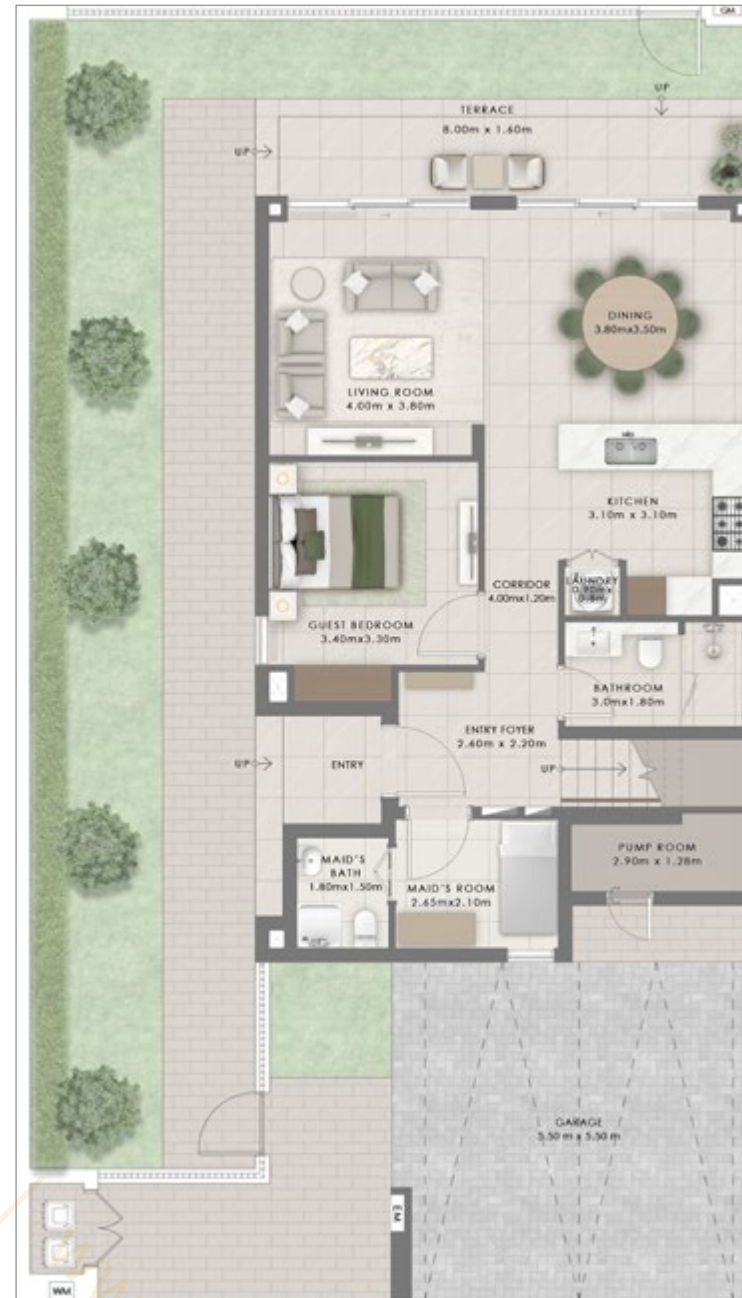 GM
UP
TERRACE
8.00m x 1.60m
UP
DINING
3.80mx3.50m
LIVING ROOM
4.00m x 3.80m
KITCHEN
3.10m x 3.10m
CORRIDOR
4.00mx1.20m
LAUNDRY
GUEST BEDROOM
3.40mx3.30m
BATHROOM
3.0mx1.80m
ENTRY FOYER
2.60m x 2.20m
UP
ENTRY
UP
PUMP ROOM
2.90m x 1.28m
MAID'S
BATH
1.80mx1.50m
MAID'S ROOM
2.65mx2.10m
GARAGE
5.50 m x 5.50 m
EM
WM